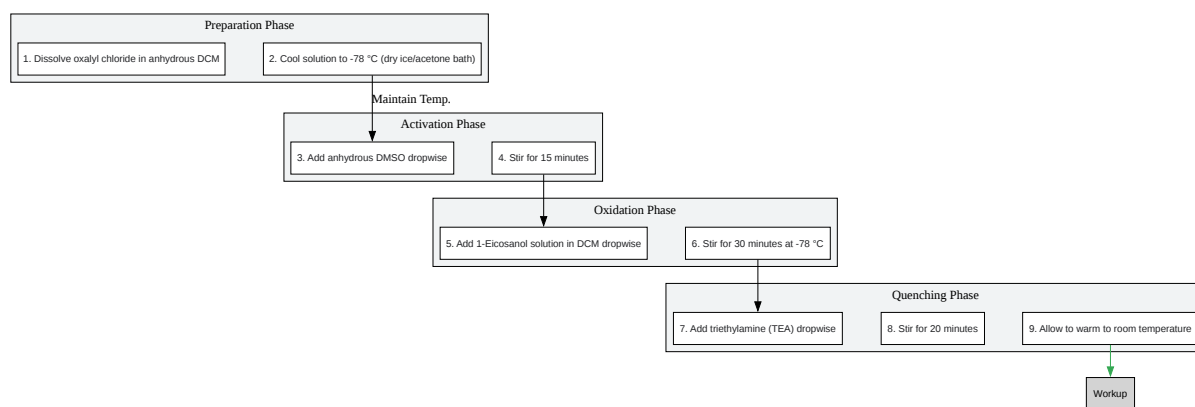 Preparation Phase
1. Dissolve oxalyl chloride in anhydrous DCM
2. Cool solution to -78 °C (dry ice/acetone bath)
Maintain Temp.
Activation Phase
3. Add anhydrous DMSO dropwise
4. Stir for 15 minutes
Oxidation Phase
5. Add 1-Eicosanol solution in DCM dropwise
6. Stir for 30 minutes at -78 °C
Quenching Phase
7. Add triethylamine (TEA) dropwise
8. Stir for 20 minutes
9. Allow to warm to room temperature
Workup